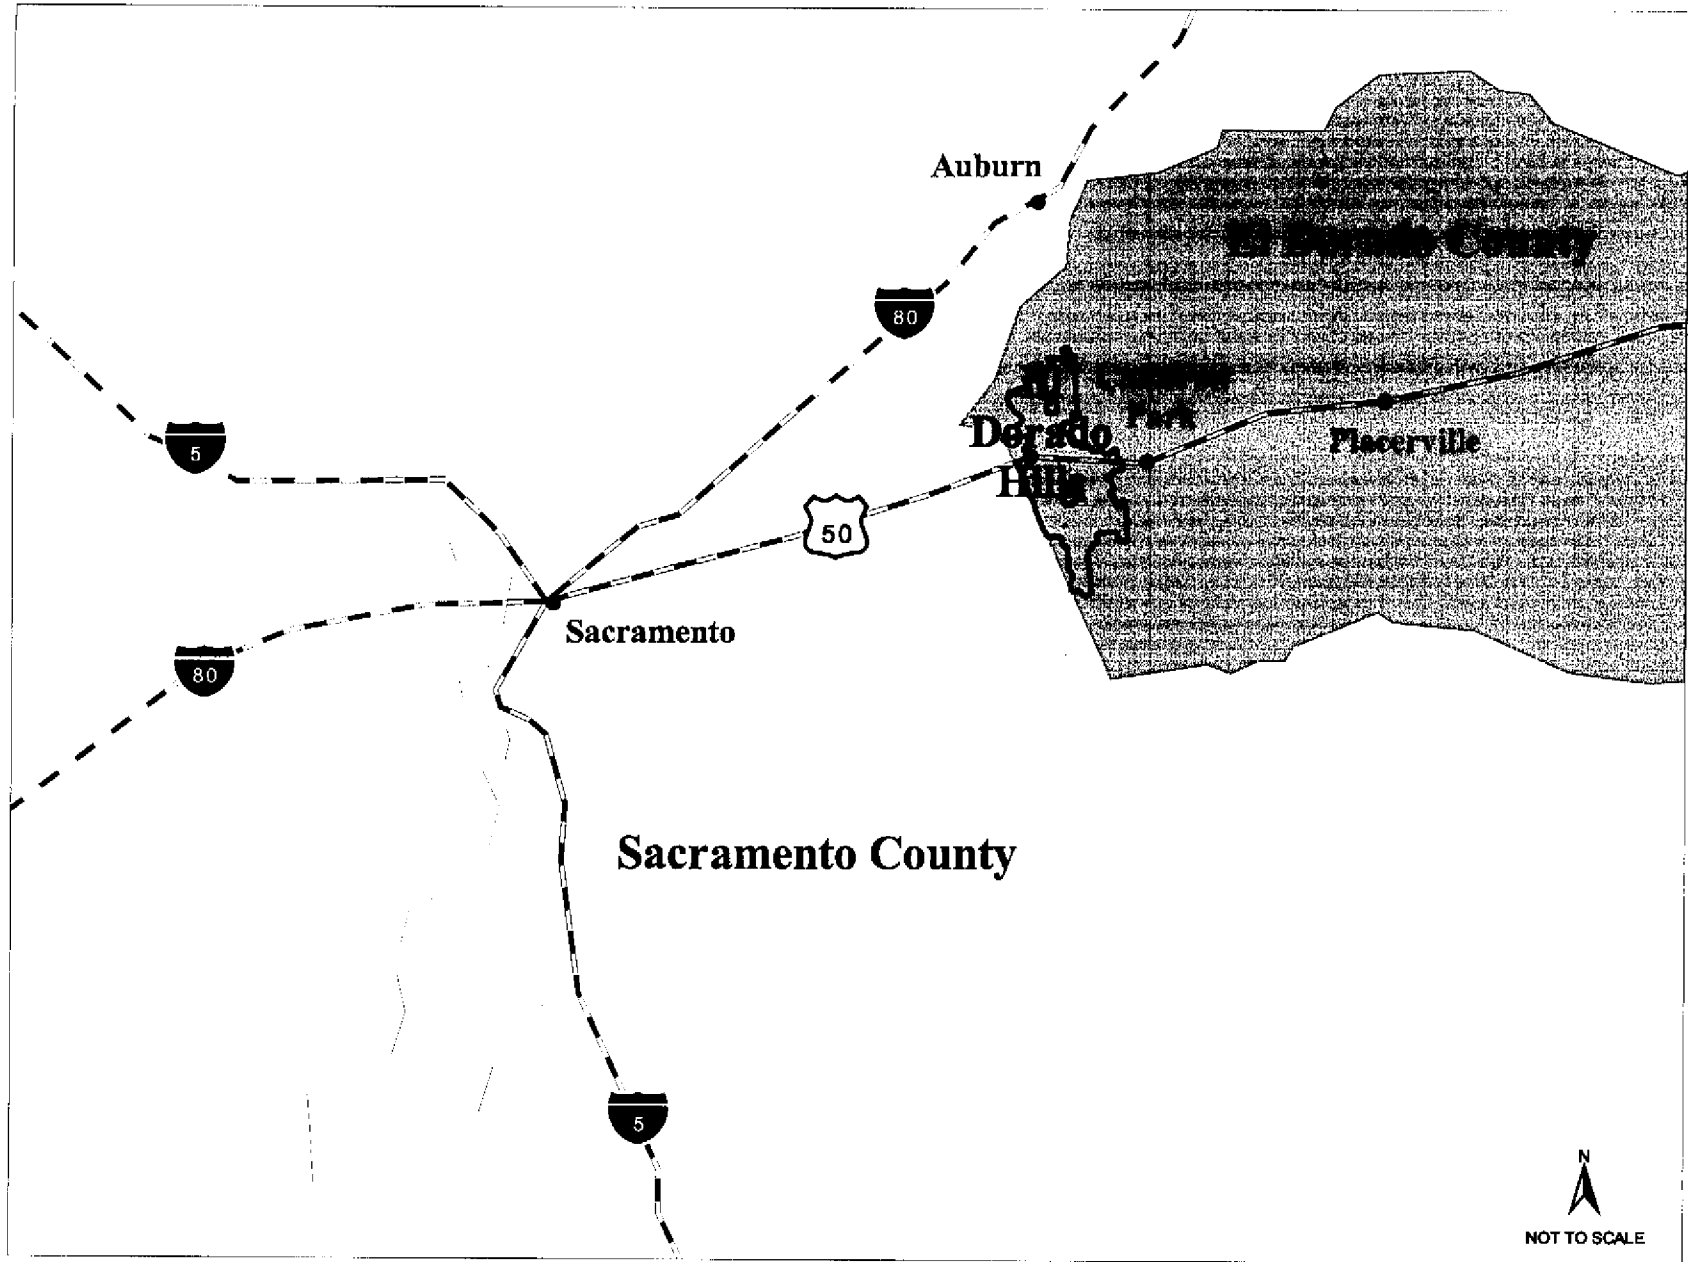 Auburn
El Dorado County
80
5
Park
Dorado
Placerville
Hills
50
Sacramento
80
Sacramento County
5
N
NOT TO SCALE